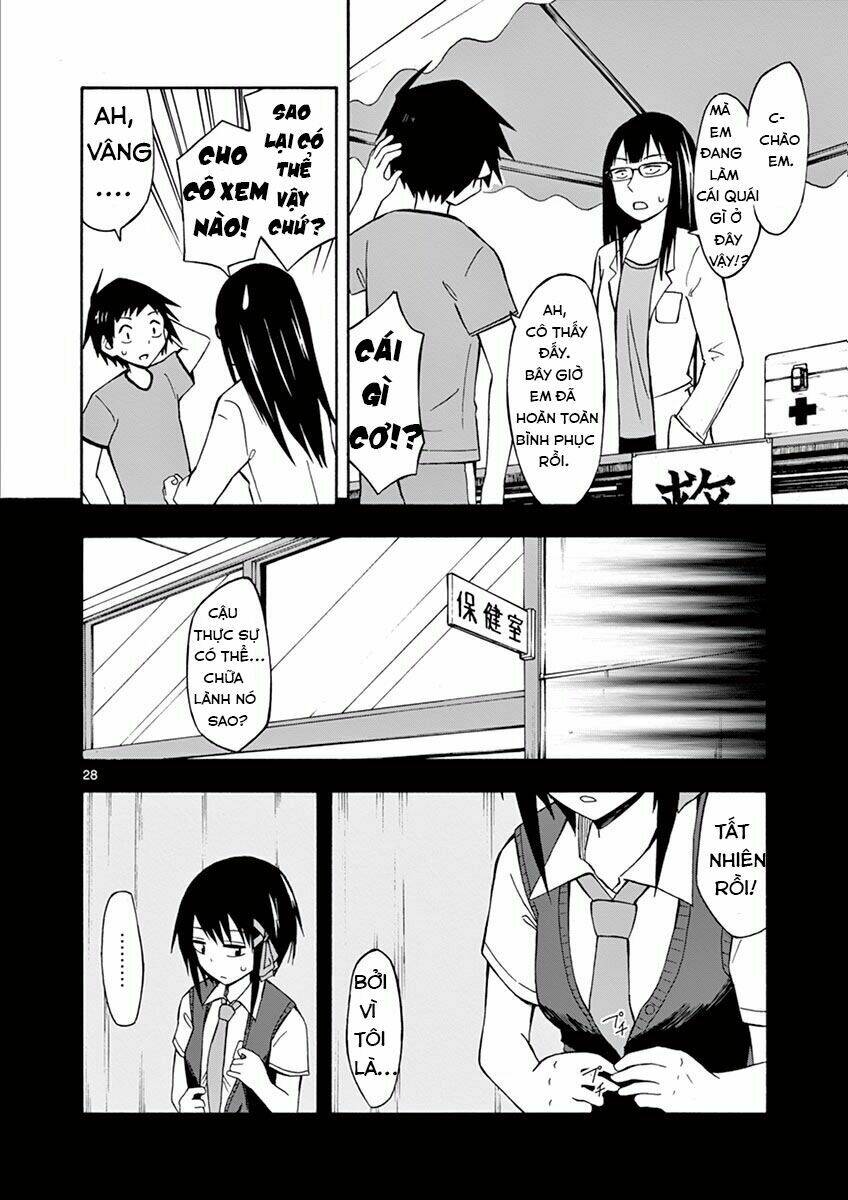 C-
CHÀO
EM.
MÀ
EM
ĐANG
LÀM
CÁI QUÁI
GÌ Ở
ĐÂY
VẬY!?
AH,
CÔ THẤY
ĐẤY.
BÂY GIỜ
EM ĐÃ
HOÀN TOÀN
BÌNH PHỤC
RỒI.
CÁI
GÌ
CƠ!?
救
SAO
LẠI CÓ
THỂ
VẬY
CHỨ?
CHO
CÔ XEM
NÀO!
AH,
VÂNG
....
保健室
CẬU
THỰC SỰ
CÓ THỂ...
CHỮA
LÀNH NÓ
SAO?
28
TẤT
NHIÊN
RỒI!
プチ
BỞI
VÌ
TÔI
LÀ...
........